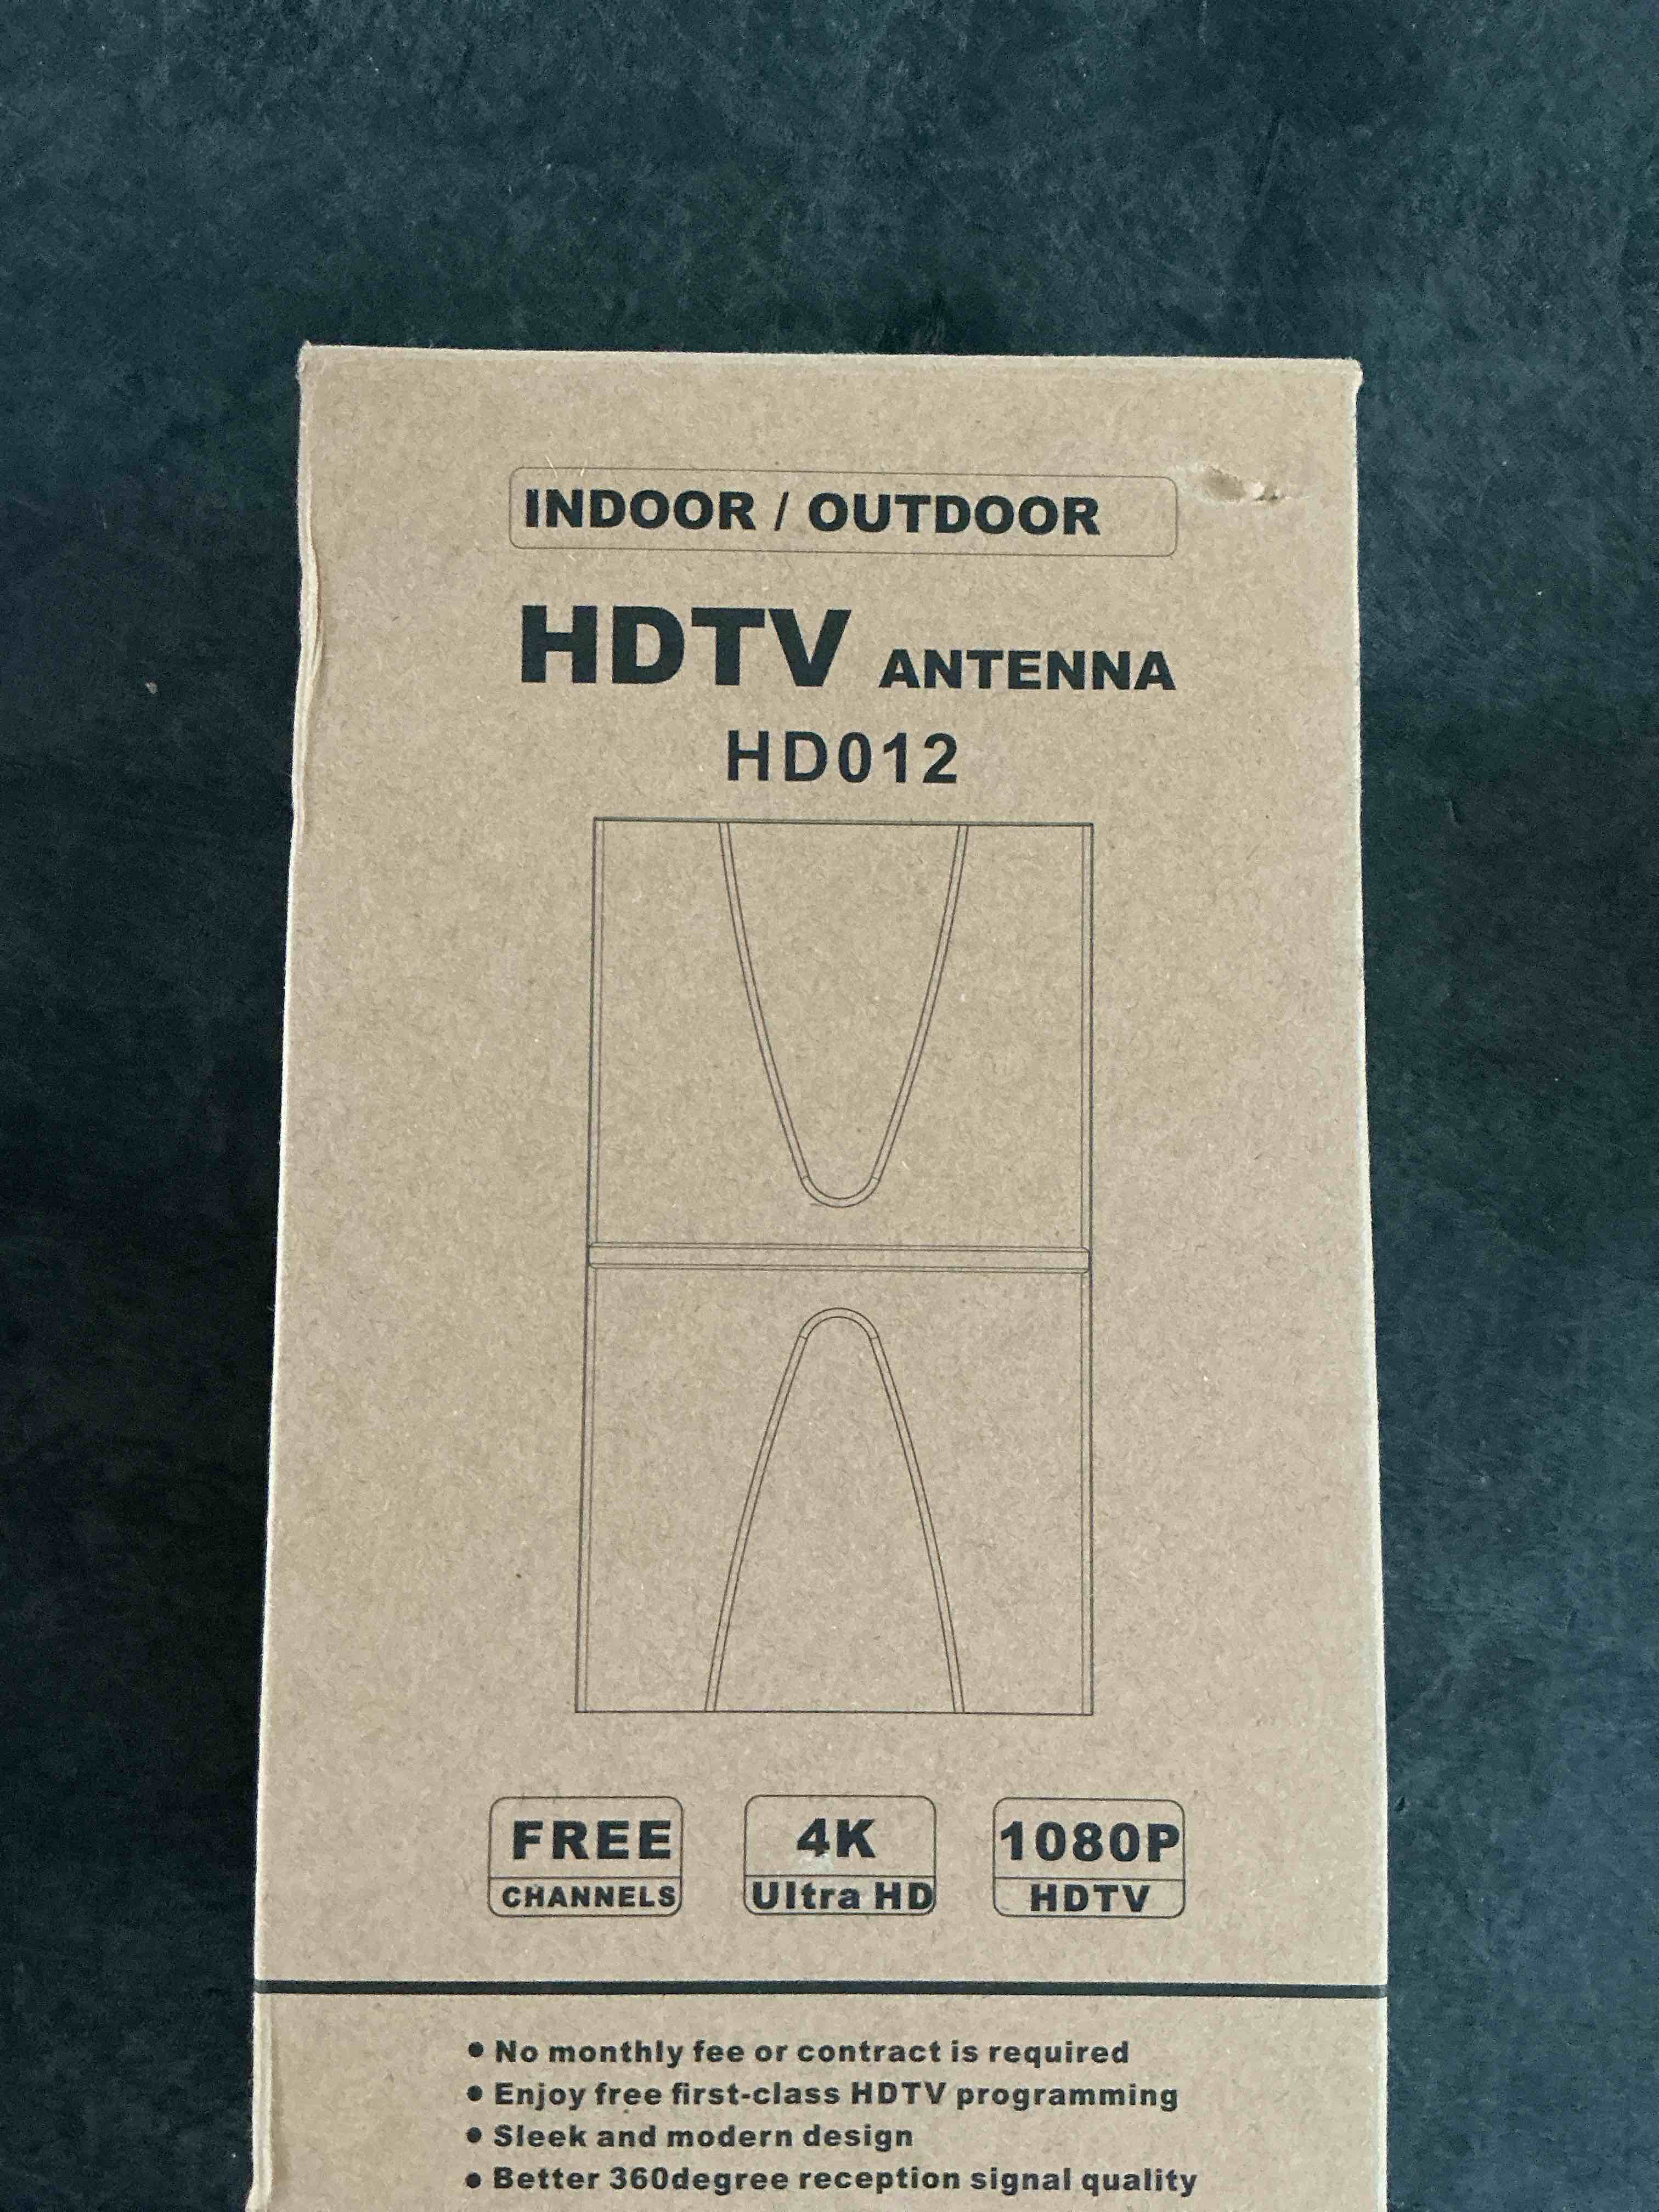 INDOOR / OUTDOOR
HDTV ANTENNA
HD012
FREE
CHANNELS
4K
Ultra HD
1080P
HDTV
• No monthly fee or contract is required
• Enjoy free first-class HDTV programming
• Sleek and modern design
• Better 360degree reception signal quality